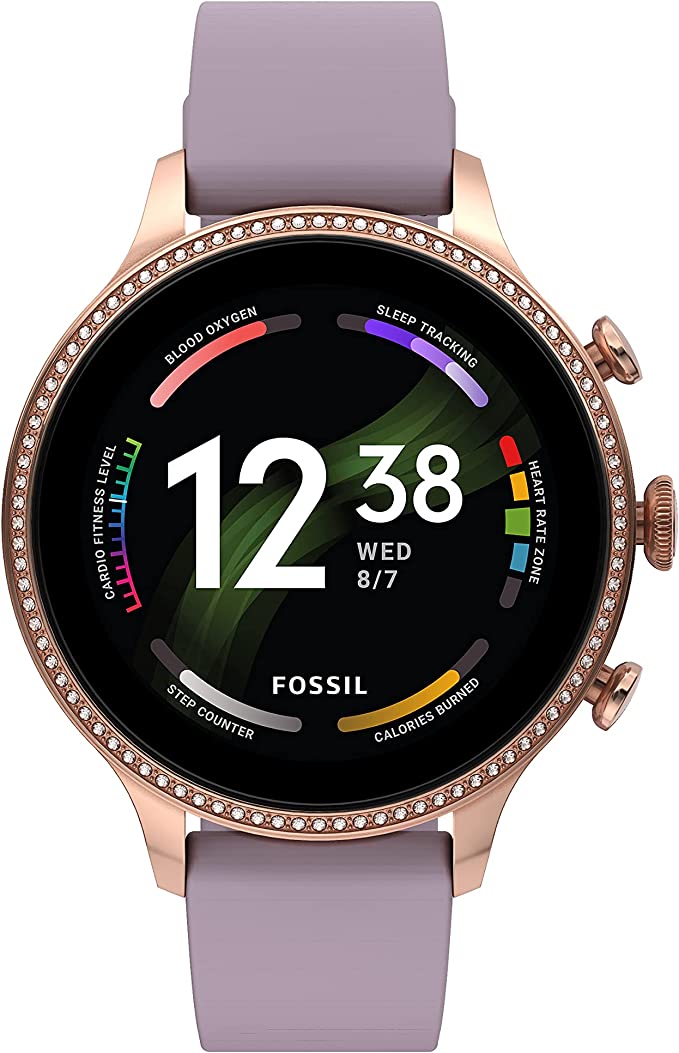 BLOOD OXYGEN
SLEEP TRACKING
CARDIO FITNESS LEVEL
12
38
WED
8/7
HEART RATE ZONE
FOSSIL
STEP COUNTER
CALORIES BURNED